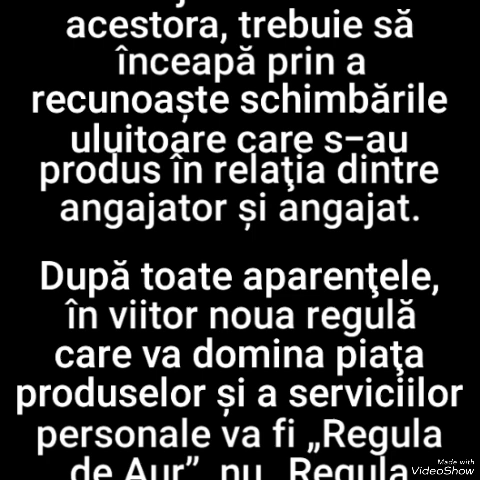 acestora, trebuie să
înceapă prin a
recunoaște schimbările
uluitoare care s-au
produs în relaţia dintre
angajator și angajat.
După toate aparenţele,
în viitor noua regulă
care va domina piaţa
produselor și a serviciilor
personale va fi „Regula
de Aur”, nu „Regula
Made with
VideoShow